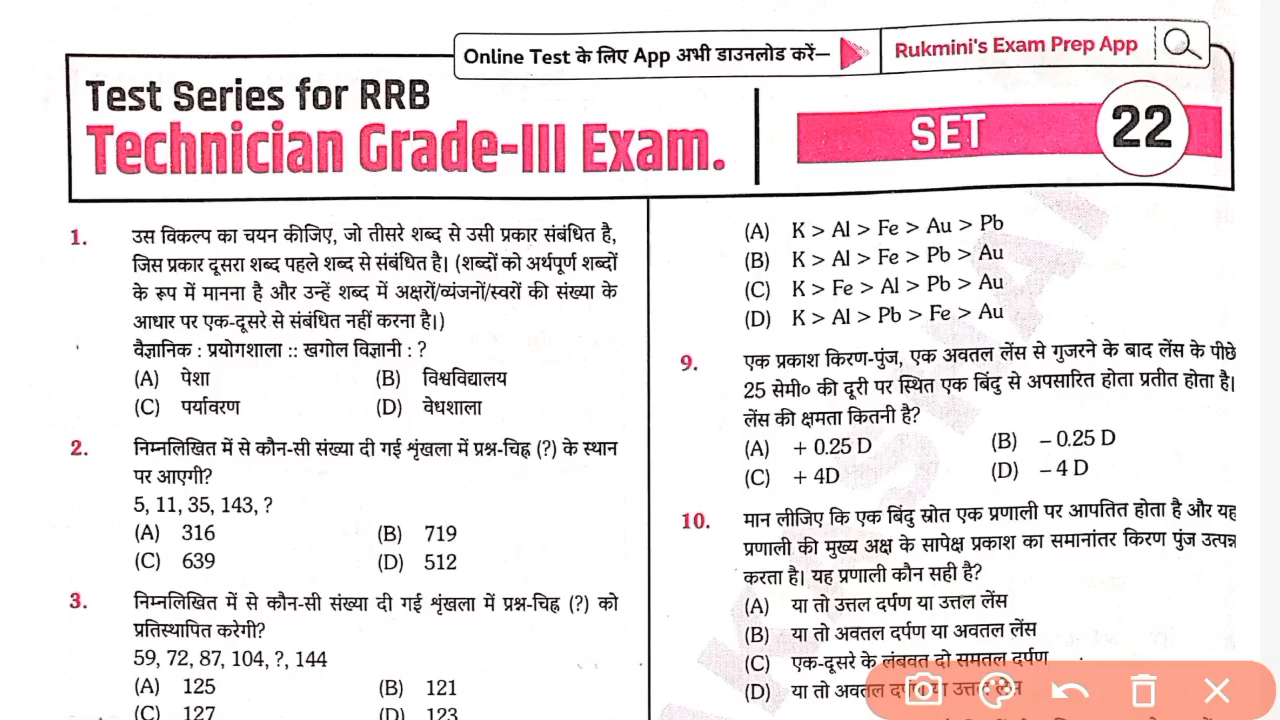 Online Test के लिए App अभी डाउनलोड करें–
Rukmini's Exam Prep App
Test Series for RRB
Technician Grade-III Exam.
SET 22
1. उस विकल्प का चयन कीजिए, जो तीसरे शब्द से उसी प्रकार संबंधित है,
जिस प्रकार दूसरा शब्द पहले शब्द से संबंधित है। (शब्दों को अर्थपूर्ण शब्दों
के रूप में मानना है और उन्हें शब्द में अक्षरों/व्यंजनों/स्वरों की संख्या के
आधार पर एक-दूसरे से संबंधित नहीं करना है।)
वैज्ञानिक : प्रयोगशाला :: खगोल विज्ञानी : ?
(A) पेशा (B) विश्वविद्यालय
(C) पर्यावरण (D) वेधशाला
2. निम्नलिखित में से कौन-सी संख्या दी गई शृंखला में प्रश्न-चिह्न (?) के स्थान
पर आएगी?
5, 11, 35, 143, ?
(A) 316 (B) 719
(C) 639 (D) 512
3. निम्नलिखित में से कौन-सी संख्या दी गई शृंखला में प्रश्न-चिह्न (?) को
प्रतिस्थापित करेगी?
59, 72, 87, 104, ?, 144
(A) 125 (B) 121
(C) 127 (D) 123
(A) K > Al > Fe > Au > Pb
(B) K > Al > Fe > Pb > Au
(C) K > Fe > Al > Pb > Au
(D) K > Al > Pb > Fe > Au
9. एक प्रकाश किरण-पुंज, एक अवतल लेंस से गुजरने के बाद लेंस के पीछे
25 सेमी० की दूरी पर स्थित एक बिंदु से अपसारित होता प्रतीत होता है।
लेंस की क्षमता कितनी है?
(A) + 0.25 D (B) – 0.25 D
(C) + 4D (D) – 4 D
10. मान लीजिए कि एक बिंदु स्रोत एक प्रणाली पर आपतित होता है और यह
प्रणाली की मुख्य अक्ष के सापेक्ष प्रकाश का समानांतर किरण पुंज उत्पन्न
करता है। यह प्रणाली कौन सही है?
(A) या तो उत्तल दर्पण या उत्तल लेंस
(B) या तो अवतल दर्पण या अवतल लेंस
(C) एक-दूसरे के लंबवत दो समतल दर्पण
(D) या तो अवतल दर्पण या उत्तल लेंस